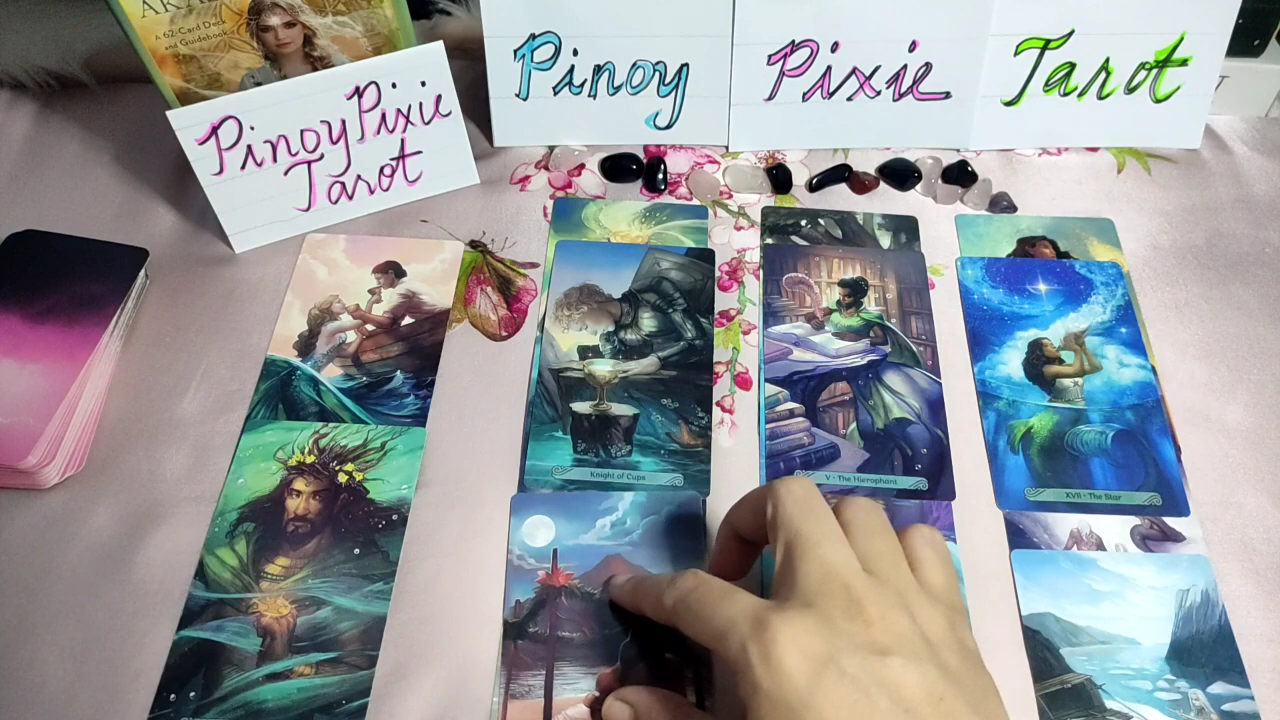 A 62-Card Deck
and Guidebook
Pinoy Pixie
Tarot
Pinoy Pixie Tarot
Knight of Cups
V • The Hierophant
XVII • The Star